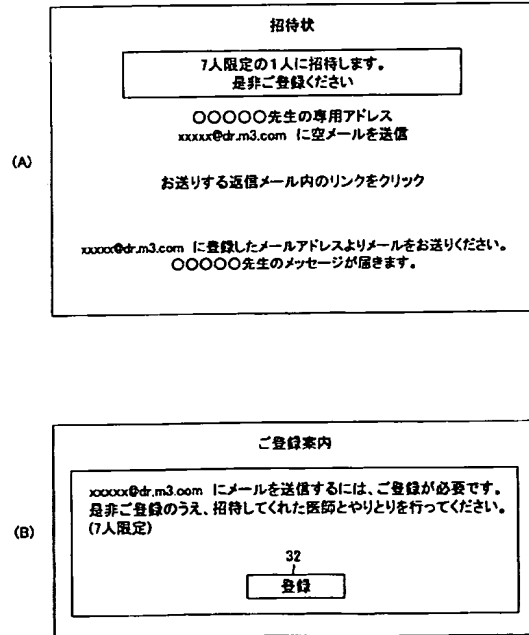 招待状
7人限定の1人に招待します。
是非ご登録ください
○○○○○先生の専用アドレス
xxxxx@dr.m3.com に空メールを送信
(A)
お送りする返信メール内のリンクをクリック
xxxxx@dr.m3.com に登録したメールアドレスよりメールをお送りください。
○○○○○先生のメッセージが届きます。
ご登録案内
xxxxx@dr.m3.com にメールを送信するには、ご登録が必要です。
是非ご登録のうえ、招待してくれた医師とやりとりを行ってください。
(7人限定)
(B)
32
登録